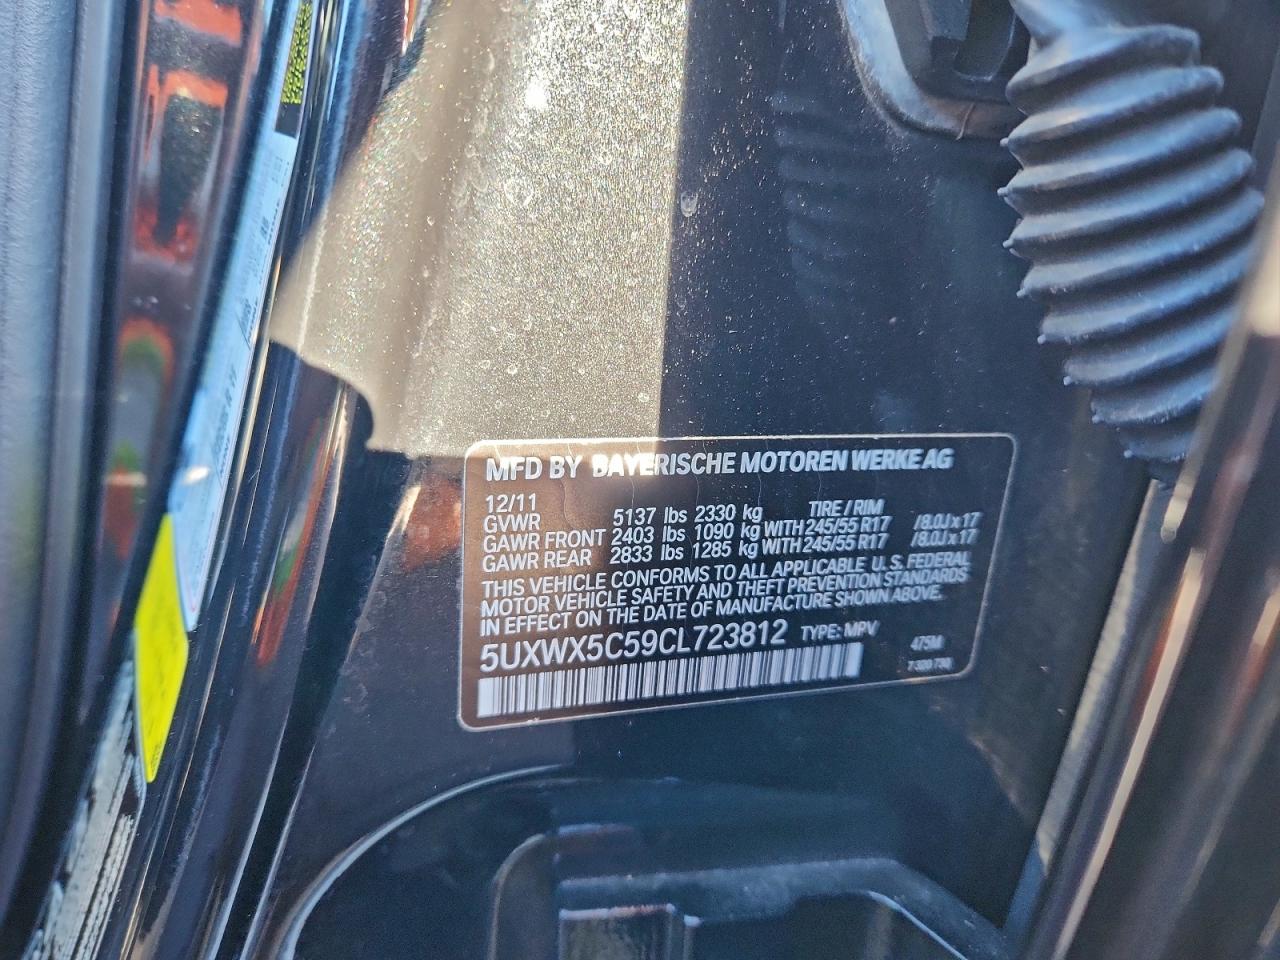 MFD BY BAYERISCHE MOTOREN WERKE AG
12/11
GVWR 5137 lbs 2330 kg TIRE / RIM
GAWR FRONT 2403 lbs 1090 kg WITH 245/55 R17 /8.0J x 17
GAWR REAR 2833 lbs 1285 kg WITH 245/55 R17 /8.0J x 17
THIS VEHICLE CONFORMS TO ALL APPLICABLE U.S. FEDERAL
MOTOR VEHICLE SAFETY AND THEFT PREVENTION STANDARDS
IN EFFECT ON THE DATE OF MANUFACTURE SHOWN ABOVE.
5UXWX5C59CL723812 TYPE: MPV 475M
7 320 730